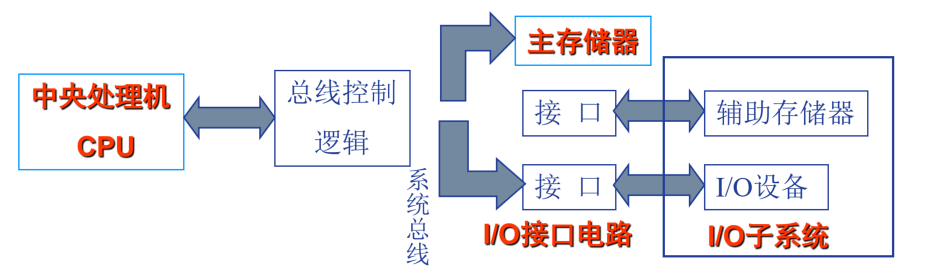 中央处理机
CPU
总线控制
逻辑
系统总线
主存储器
接 口
辅助存储器
接 口
I/O设备
I/O接口电路
I/O子系统